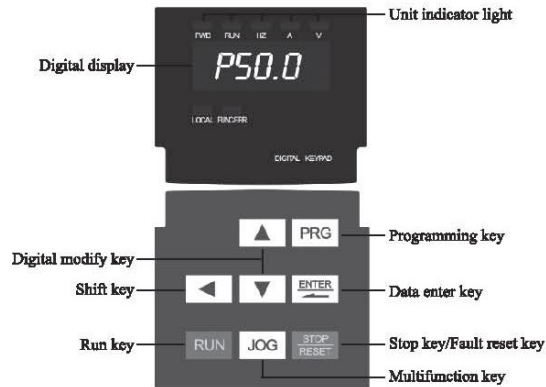 Unit indicator light
FWD RUN HZ A V
Digital display
P50.0
LOCAL FUNC/ERR
DIGITAL KEYPAD
PRG
Programming key
Digital modify key
Shift key
ENTER
Data enter key
Run key
RUN
JOG
STOP
RESET
Stop key/Fault reset key
Multifunction key